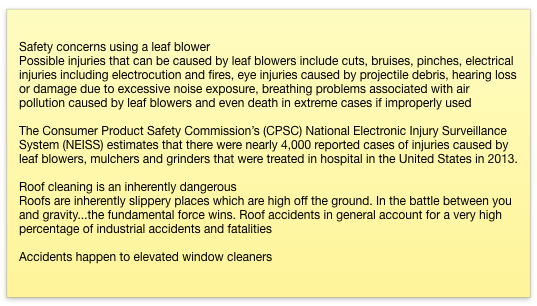 Safety concerns using a leaf blower
Possible injuries that can be caused by leaf blowers include cuts, bruises, pinches, electrical
injuries including electrocution and fires, eye injuries caused by projectile debris, hearing loss
or damage due to excessive noise exposure, breathing problems associated with air
pollution caused by leaf blowers and even death in extreme cases if improperly used
The Consumer Product Safety Commission's (CPSC) National Electronic Injury Surveillance
System (NEISS) estimates that there were nearly 4,000 reported cases of injuries caused by
leaf blowers, mulchers and grinders that were treated in hospital in the United States in 2013.
Roof cleaning is an inherently dangerous
Roofs are inherently slippery places which are high off the ground. In the battle between you
and gravity...the fundamental force wins. Roof accidents in general account for a very high
percentage of industrial accidents and fatalities
Accidents happen to elevated window cleaners